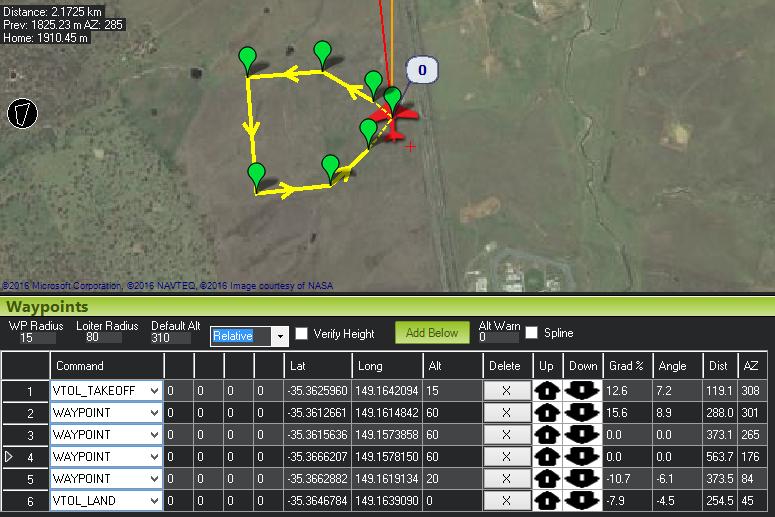 Distance: 2.1725 km
Prev: 1825.23 m AZ: 285
Home: 1910.45 m
0
©2016 Microsoft Corporation, ©2016 NAVTEQ, ©2016 Image courtesy of NASA
Waypoints
WP Radius Loiter Radius Default Alt Relative Verify Height Add Below Alt Warn Spline
15 80 310 0
Command Lat Long Alt Delete Up Down Grad % Angle Dist AZ
1 VTOL_TAKEOFF 0 0 0 0 -35.3625960 149.1642094 15 X 12.6 7.2 119.1 308
2 WAYPOINT 0 0 0 0 -35.3612661 149.1614842 60 X 15.6 8.9 288.0 301
3 WAYPOINT 0 0 0 0 -35.3615636 149.1573858 60 X 0.0 0.0 373.1 265
4 WAYPOINT 0 0 0 0 -35.3666207 149.1578150 60 X 0.0 0.0 563.7 176
5 WAYPOINT 0 0 0 0 -35.3662882 149.1619134 20 X -10.7 -6.1 373.5 84
6 VTOL_LAND 0 0 0 0 -35.3646784 149.1639090 0 X -7.9 -4.5 254.5 45